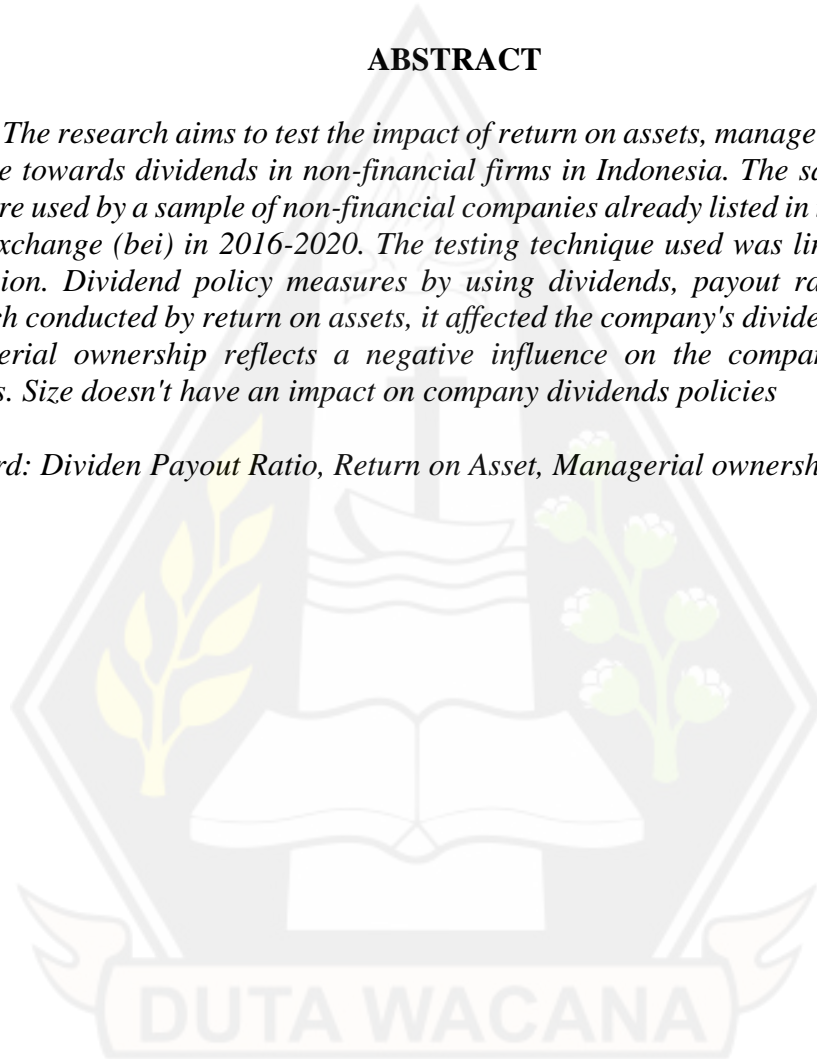 ABSTRACT
The research aims to test the impact of return on assets, manage
e towards dividends in non-financial firms in Indonesia. The sa
re used by a sample of non-financial companies already listed in
xchange (bei) in 2016-2020. The testing technique used was lin
ion. Dividend policy measures by using dividends, payout ra
h conducted by return on assets, it affected the company's divide
erial ownership reflects a negative influence on the compan
s. Size doesn't have an impact on company dividends policies
rd: Dividen Payout Ratio, Return on Asset, Managerial ownersh
DUTA WACANA